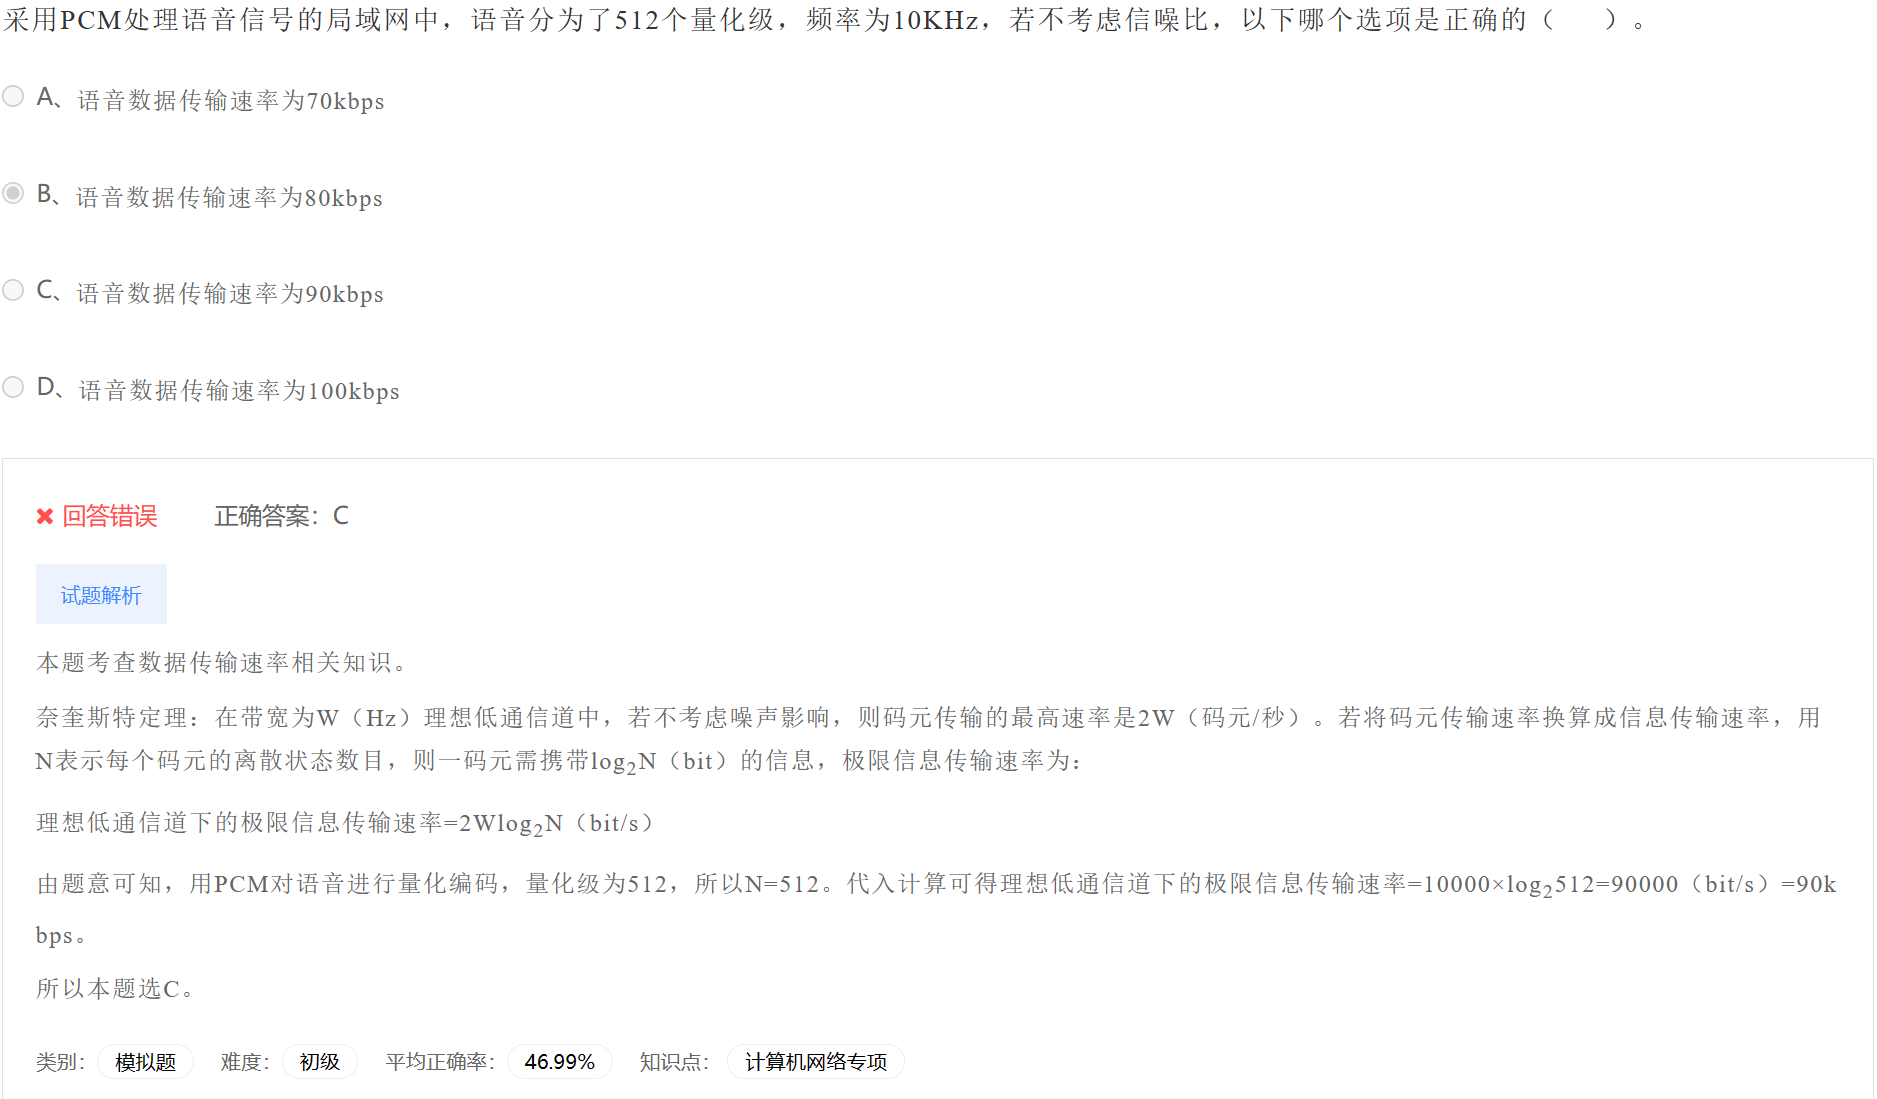 采用PCM处理语音信号的局域网中，语音分为了512个量化级，频率为10KHz，若不考虑信噪比，以下哪个选项是正确的（　　）。
A、语音数据传输速率为70kbps
B、语音数据传输速率为80kbps
C、语音数据传输速率为90kbps
D、语音数据传输速率为100kbps
✖ 回答错误　正确答案：C
试题解析
本题考查数据传输速率相关知识。
奈奎斯特定理：在带宽为W（Hz）理想低通信道中，若不考虑噪声影响，则码元传输的最高速率是2W（码元/秒）。若将码元传输速率换算成信息传输速率，用
N表示每个码元的离散状态数目，则一码元需携带log₂N（bit）的信息，极限信息传输速率为：
理想低通信道下的极限信息传输速率=2Wlog₂N（bit/s）
由题意可知，用PCM对语音进行量化编码，量化级为512，所以N=512。代入计算可得理想低通信道下的极限信息传输速率=10000×log₂512=90000（bit/s）=90k
bps。
所以本题选C。
类别：模拟题　难度：初级　平均正确率：46.99%　知识点：计算机网络专项